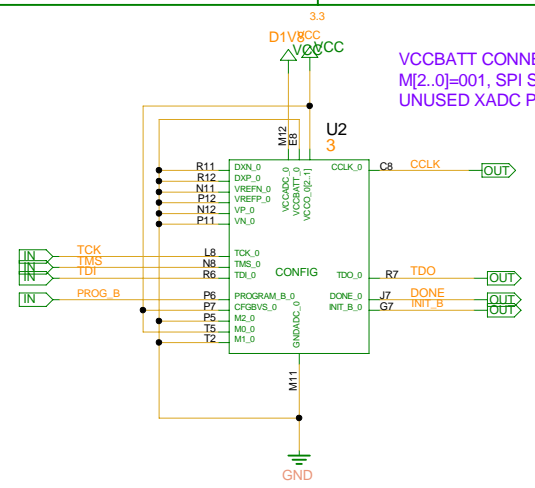 3.3
D1V8
VCC
VCC
VCC
VCCBATT CONNE
M[2..0]=001, SPI S
UNUSED XADC P
U2
3
M12
E8
VCCADC_0
VCCBATT_0
VCCO_0[2..1]
R11 DXN_0
R12 DXP_0
N11 VREFN_0
P12 VREFP_0
N12 VP_0
P11 VN_0
CCLK_0 C8 CCLK OUT
IN TCK L8 TCK_0
IN TMS N8 TMS_0
IN TDI R6 TDI_0
CONFIG
TDO_0 R7 TDO OUT
IN PROG_B P6 PROGRAM_B_0
P7 CFGBVS_0
P5 M2_0
T5 M0_0
T2 M1_0
DONE_0 J7 DONE OUT
INIT_B_0 G7 INIT_B OUT
GNDADC_0
M11
GND